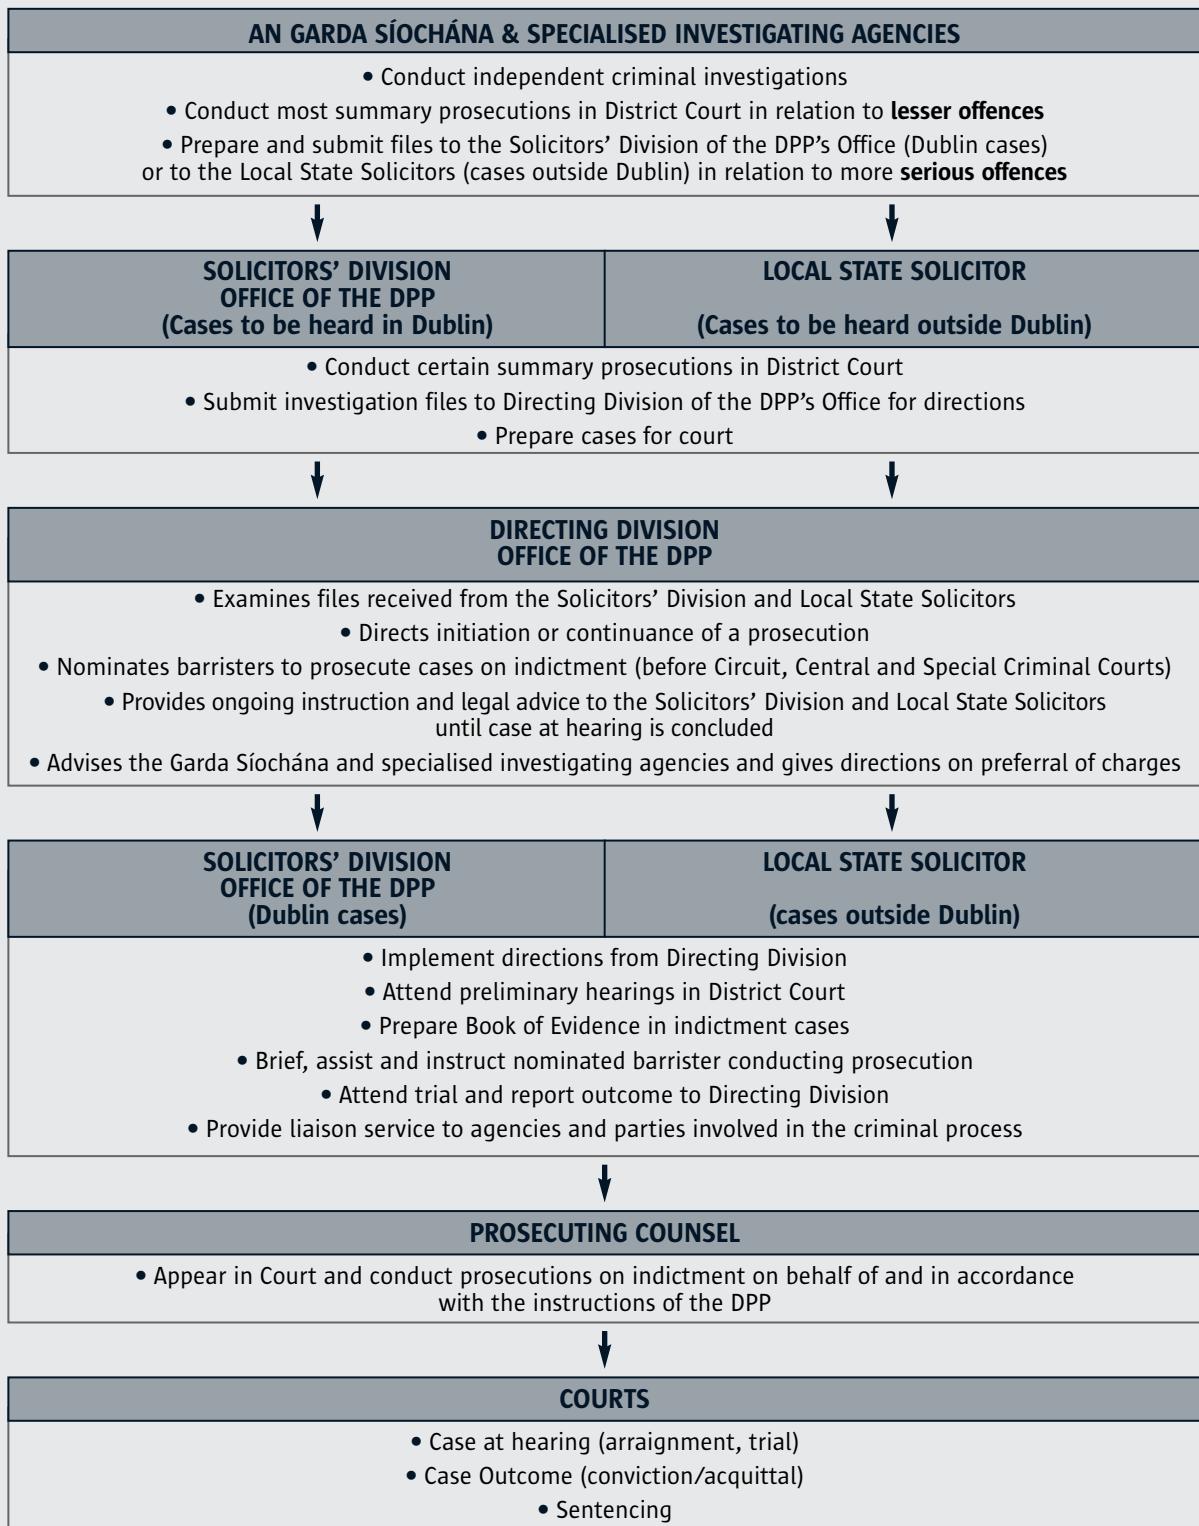 AN GARDA SÍOCHÁNA & SPECIALISED INVESTIGATING AGENCIES
• Conduct independent criminal investigations
• Conduct most summary prosecutions in District Court in relation to lesser offences
• Prepare and submit files to the Solicitors’ Division of the DPP’s Office (Dublin cases)
or to the Local State Solicitors (cases outside Dublin) in relation to more serious offences
SOLICITORS’ DIVISION
OFFICE OF THE DPP
(Cases to be heard in Dublin)
LOCAL STATE SOLICITOR
(Cases to be heard outside Dublin)
• Conduct certain summary prosecutions in District Court
• Submit investigation files to Directing Division of the DPP’s Office for directions
• Prepare cases for court
DIRECTING DIVISION
OFFICE OF THE DPP
• Examines files received from the Solicitors’ Division and Local State Solicitors
• Directs initiation or continuance of a prosecution
• Nominates barristers to prosecute cases on indictment (before Circuit, Central and Special Criminal Courts)
• Provides ongoing instruction and legal advice to the Solicitors’ Division and Local State Solicitors
until case at hearing is concluded
• Advises the Garda Síochána and specialised investigating agencies and gives directions on preferral of charges
SOLICITORS’ DIVISION
OFFICE OF THE DPP
(Dublin cases)
LOCAL STATE SOLICITOR
(cases outside Dublin)
• Implement directions from Directing Division
• Attend preliminary hearings in District Court
• Prepare Book of Evidence in indictment cases
• Brief, assist and instruct nominated barrister conducting prosecution
• Attend trial and report outcome to Directing Division
• Provide liaison service to agencies and parties involved in the criminal process
PROSECUTING COUNSEL
• Appear in Court and conduct prosecutions on indictment on behalf of and in accordance
with the instructions of the DPP
COURTS
• Case at hearing (arraignment, trial)
• Case Outcome (conviction/acquittal)
• Sentencing